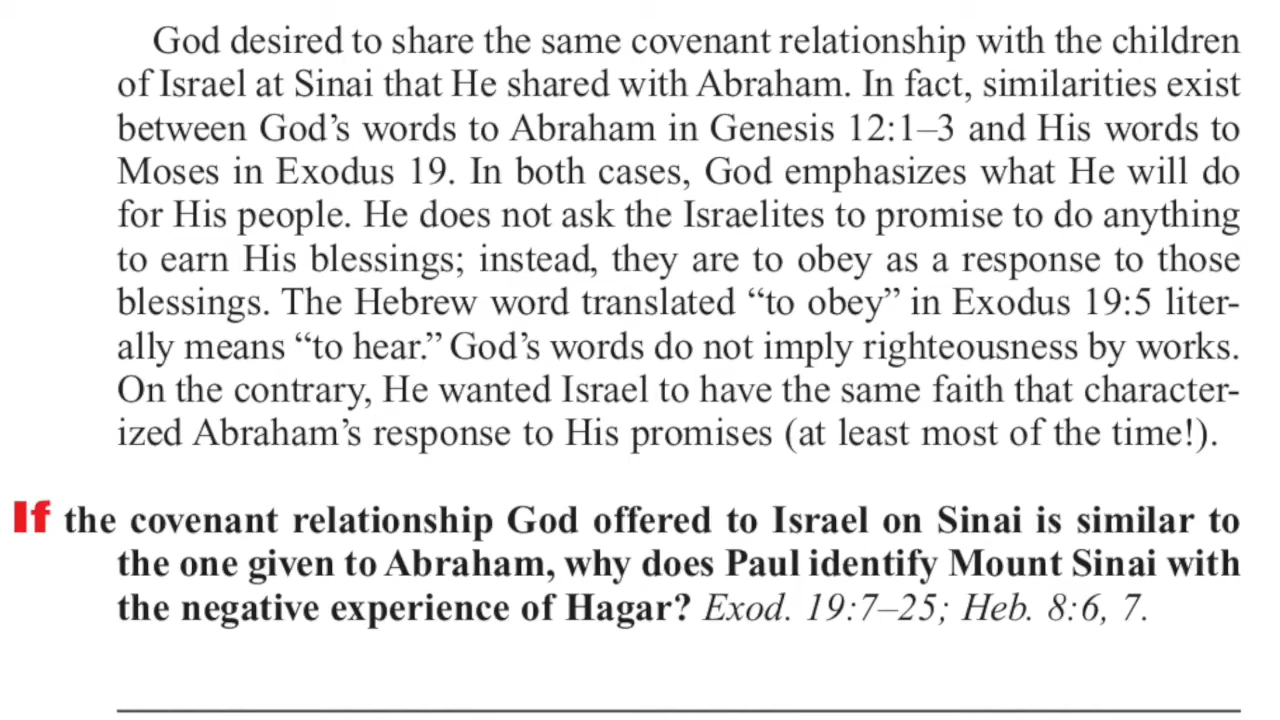 God desired to share the same covenant relationship with the children
of Israel at Sinai that He shared with Abraham. In fact, similarities exist
between God’s words to Abraham in Genesis 12:1–3 and His words to
Moses in Exodus 19. In both cases, God emphasizes what He will do
for His people. He does not ask the Israelites to promise to do anything
to earn His blessings; instead, they are to obey as a response to those
blessings. The Hebrew word translated “to obey” in Exodus 19:5 liter-
ally means “to hear.” God’s words do not imply righteousness by works.
On the contrary, He wanted Israel to have the same faith that character-
ized Abraham’s response to His promises (at least most of the time!).
If the covenant relationship God offered to Israel on Sinai is similar to
the one given to Abraham, why does Paul identify Mount Sinai with
the negative experience of Hagar? Exod. 19:7–25; Heb. 8:6, 7.